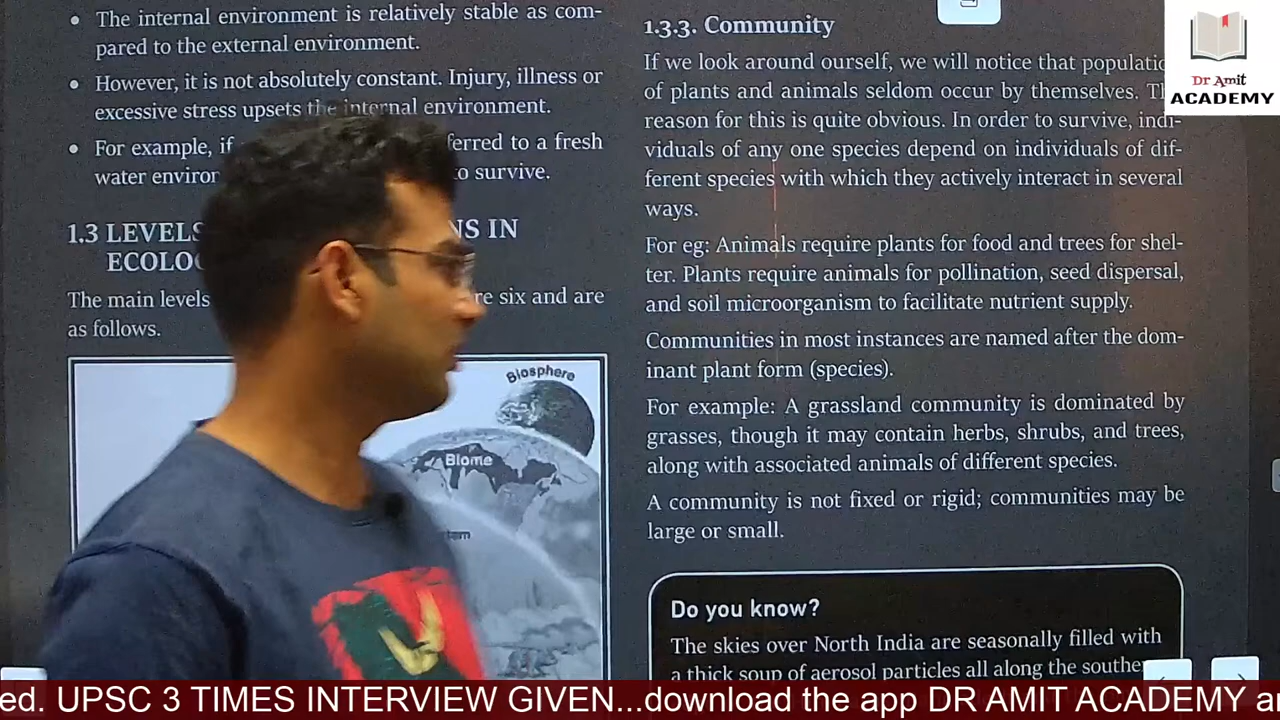 The internal environment is relatively stable as com-
pared to the external environment.
However, it is not absolutely constant. Injury, illness or
excessive stress upsets the internal environment.
For example, if ferred to a fresh
water to survive.
1.3 LEVELS IN
The main levels six and are
as follows.
Biosphere
Biome
1.3.3. Community
If we look around ourself, we will notice that
of plants and animals seldom occur by themselves.
reason for this is quite obvious. In order to survive, indi-
viduals of any one species depend on individuals of dif-
ferent species with which they actively interact in several
ways.
For eg: Animals require plants for food and trees for shel-
ter. Plants require animals for pollination, seed dispersal,
and soil microorganism to facilitate nutrient supply.
Communities in most instances are named after the dom-
inant plant form (species).
For example: A grassland community is dominated by
grasses, though it may contain herbs, shrubs, and trees,
along with associated animals of different species.
A community is not fixed or rigid; communities may be
large or small.
Do you know?
The skies over North India are seasonally filled with
a thick soup of aerosol particles all along the
Dr Amit
ACADEMY
ed. UPSC 3 TIMES INTERVIEW GIVEN...download the app DR AMIT ACADEMY